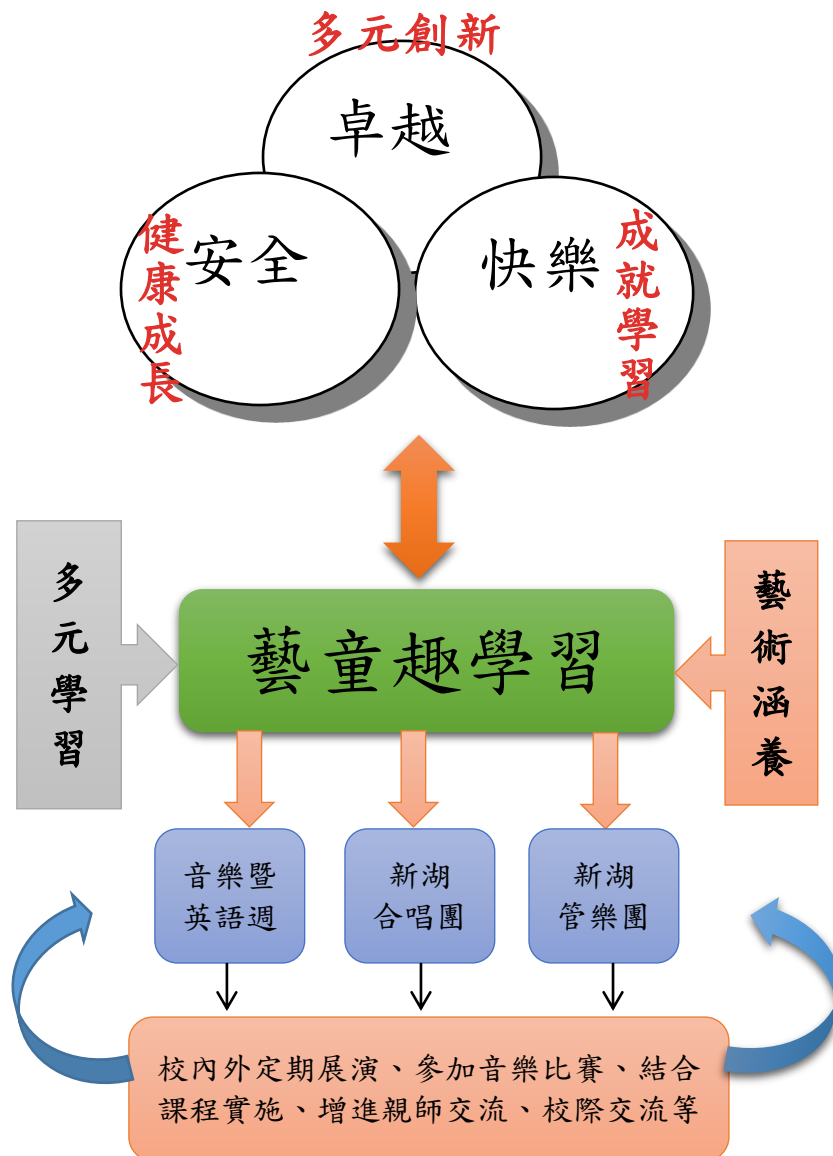 多元創新
卓越
健康成長
安全
快樂
成就學習
多元學習
藝童趣學習
藝術涵養
音樂暨
英語週
新湖
合唱團
新湖
管樂團
校內外定期展演、參加音樂比賽、結合
課程實施、增進親師交流、校際交流等